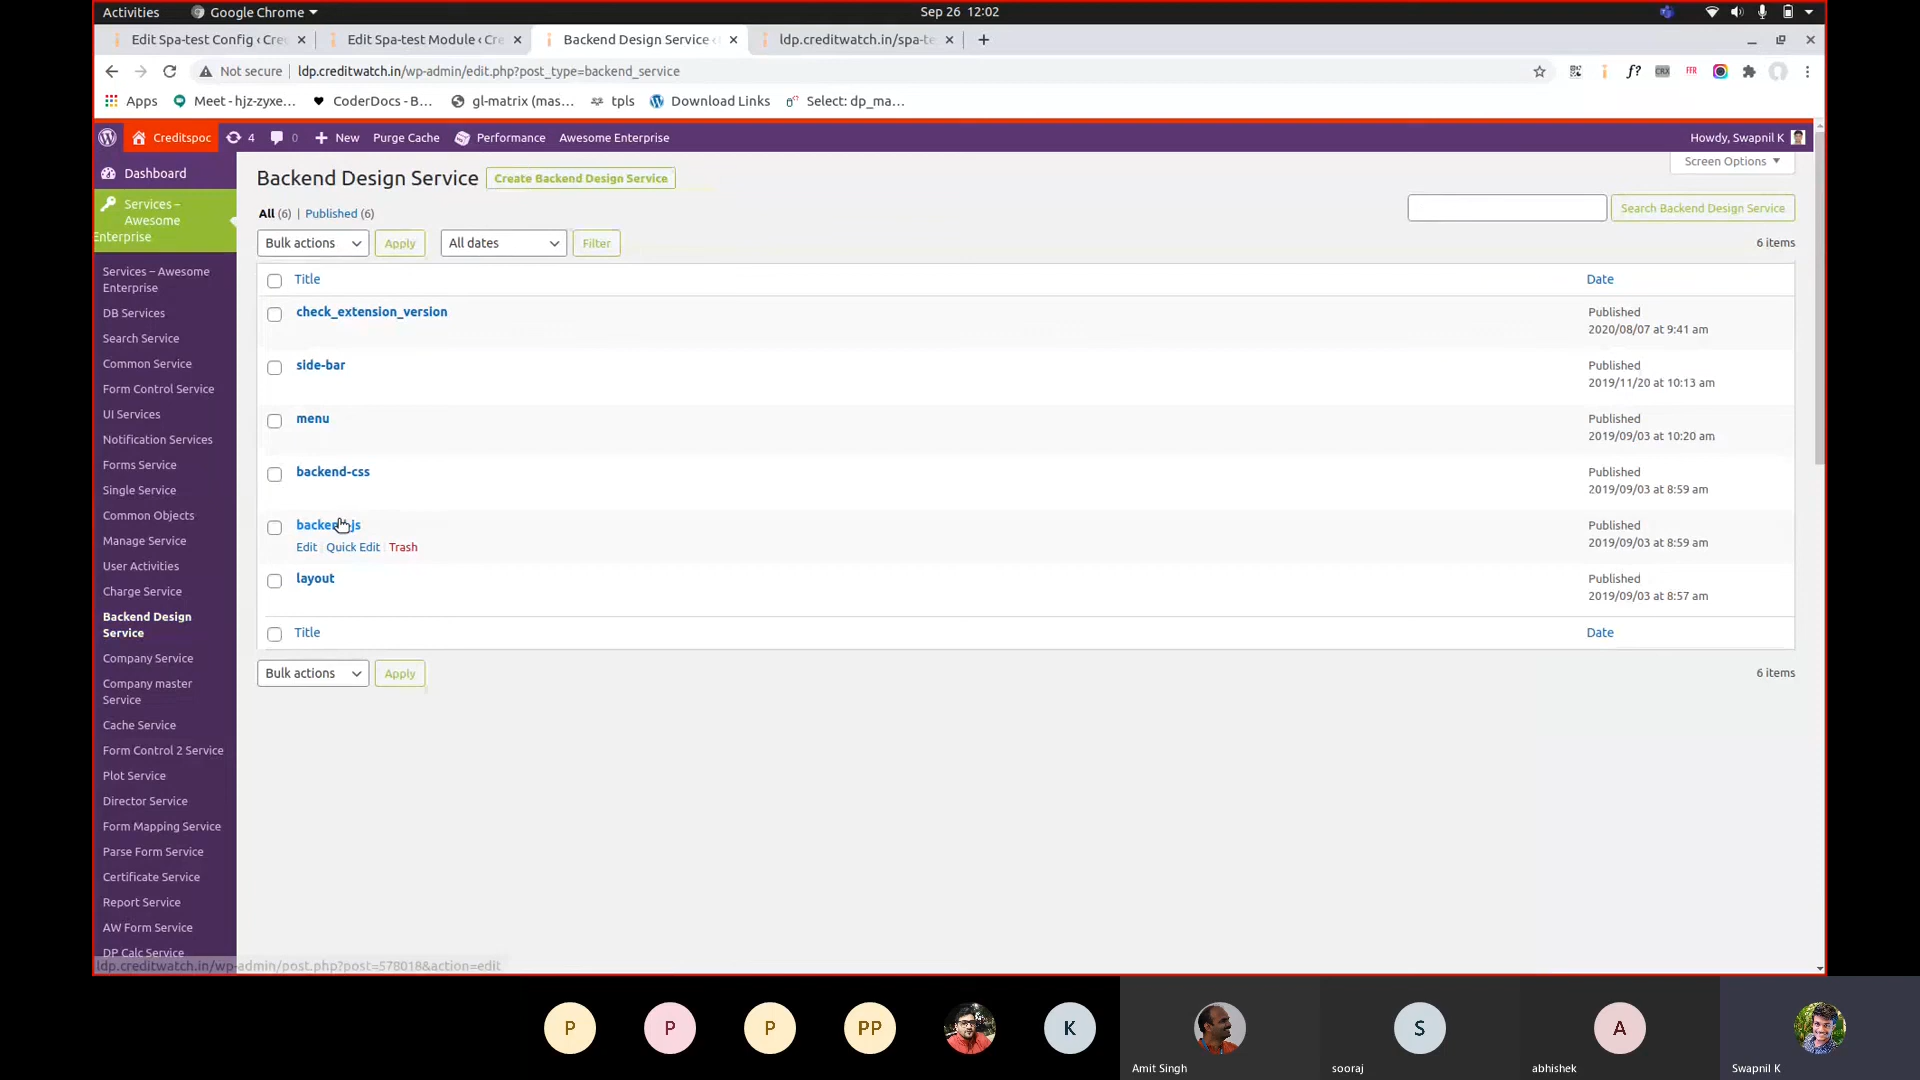 Activities Google Chrome Sep 26 12:02
Edit Spa-test Config ‹ Cre Edit Spa-test Module ‹ Cre Backend Design Service ‹ ldp.creditwatch.in/spa-te
Not secure ldp.creditwatch.in/wp-admin/edit.php?post_type=backend_service
Apps Meet - hjz-zyxe... CoderDocs - B... gl-matrix (mas... tpls Download Links Select: dp_ma...
Creditspoc 4 0 New Purge Cache Performance Awesome Enterprise Howdy, Swapnil K
Dashboard
Services –
Awesome
Enterprise
Services – Awesome
Enterprise
DB Services
Search Service
Common Service
Form Control Service
UI Services
Notification Services
Forms Service
Single Service
Common Objects
Manage Service
User Activities
Charge Service
Backend Design
Service
Company Service
Company master
Service
Cache Service
Form Control 2 Service
Plot Service
Director Service
Form Mapping Service
Parse Form Service
Certificate Service
Report Service
AW Form Service
DP Calc Service
Screen Options
Backend Design Service Create Backend Design Service
All (6) | Published (6)
Search Backend Design Service
Bulk actions Apply All dates Filter 6 items
Title Date
check_extension_version Published
2020/08/07 at 9:41 am
side-bar Published
2019/11/20 at 10:13 am
menu Published
2019/09/03 at 10:20 am
backend-css Published
2019/09/03 at 8:59 am
backend-js Published
Edit | Quick Edit | Trash 2019/09/03 at 8:59 am
layout Published
2019/09/03 at 8:57 am
Title Date
Bulk actions Apply 6 items
ldp.creditwatch.in/wp-admin/post.php?post=578018&action=edit
P P P PP K S A
Amit Singh sooraj abhishek Swapnil K